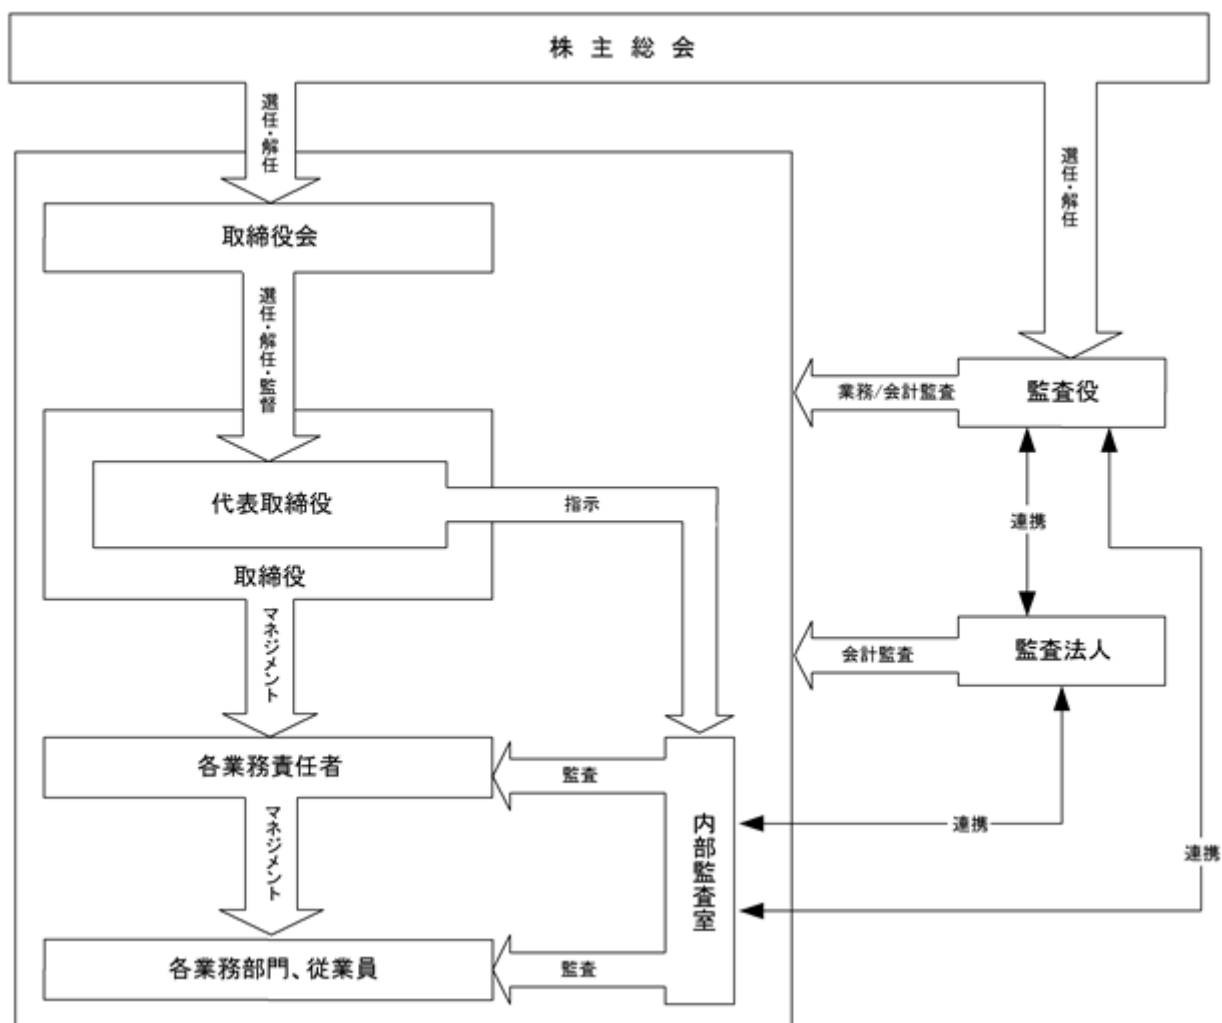 株主総会
選任・解任
選任・解任
取締役会
選任・解任・監督
業務/会計監査
監査役
代表取締役
指示
連携
取締役
マネジメント
会計監査
監査法人
各業務責任者
監査
マネジメント
内部監査室
連携
連携
各業務部門、従業員
監査